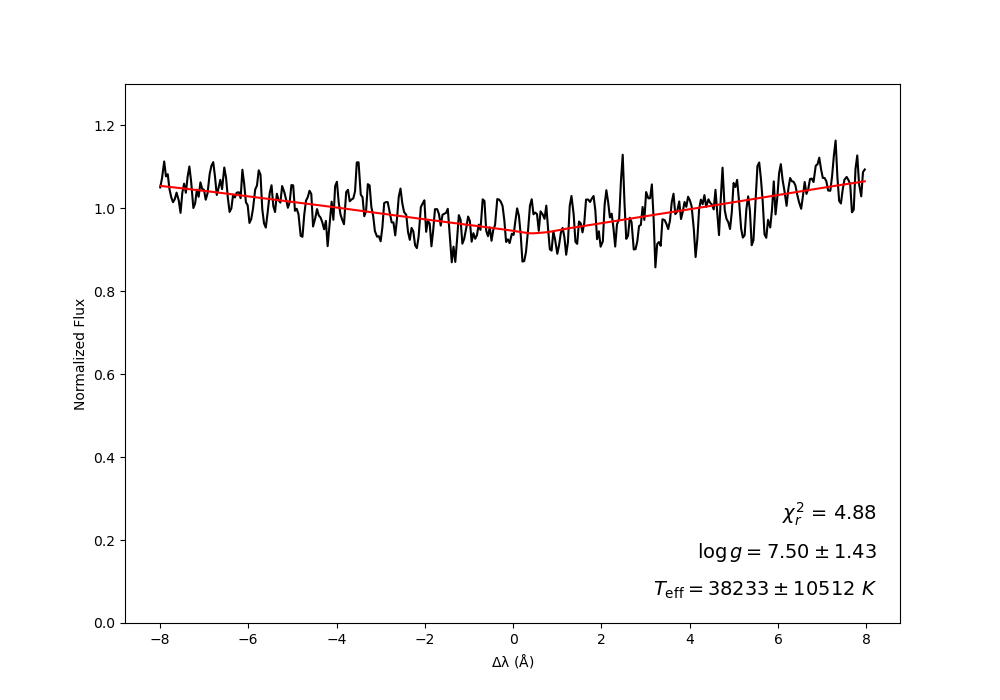 1.2
1.0
0.8
0.6
0.4
0.2
0.0
Normalized Flux
χ²ᵣ = 4.88
log g = 7.50 ± 1.43
T_eff = 38233 ± 10512 K
−8 −6 −4 −2 0 2 4 6 8
Δλ (Å)